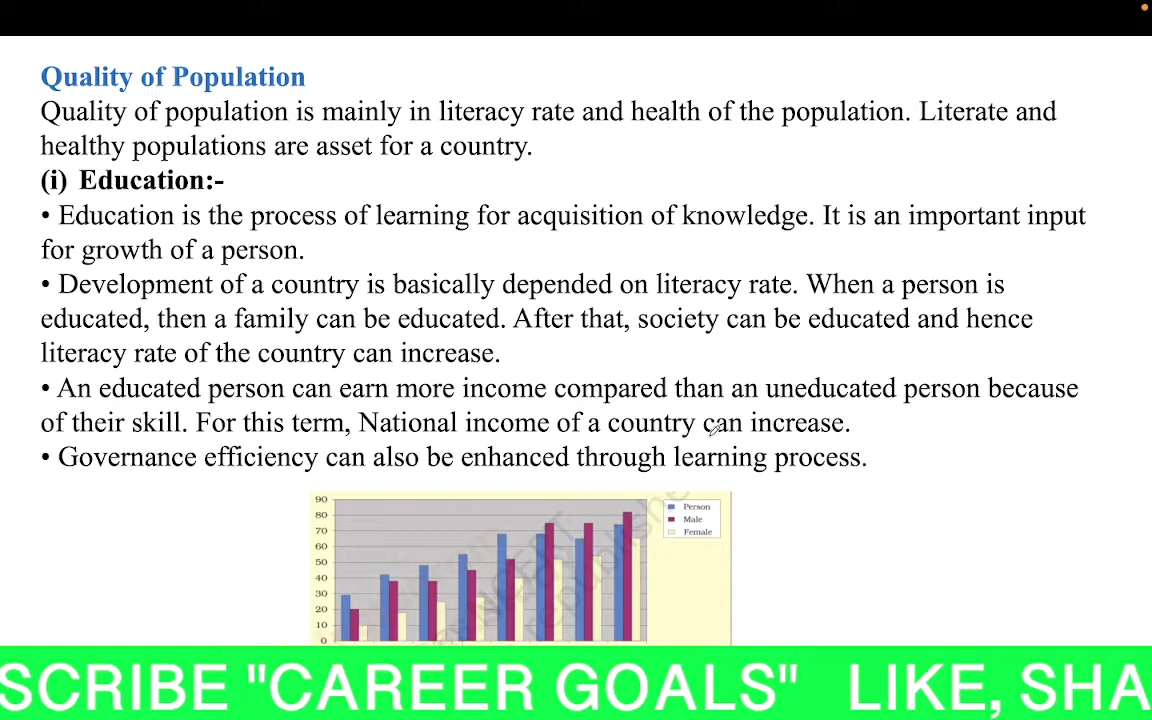 Quality of Population
Quality of population is mainly in literacy rate and health of the population. Literate and
healthy populations are asset for a country.
(i) Education:-
• Education is the process of learning for acquisition of knowledge. It is an important input
for growth of a person.
• Development of a country is basically depended on literacy rate. When a person is
educated, then a family can be educated. After that, society can be educated and hence
literacy rate of the country can increase.
• An educated person can earn more income compared than an uneducated person because
of their skill. For this term, National income of a country can increase.
• Governance efficiency can also be enhanced through learning process.
90
80
70
60
50
40
30
20
10
0
Person
Male
Female
SCRIBE "CAREER GOALS" LIKE, SHA